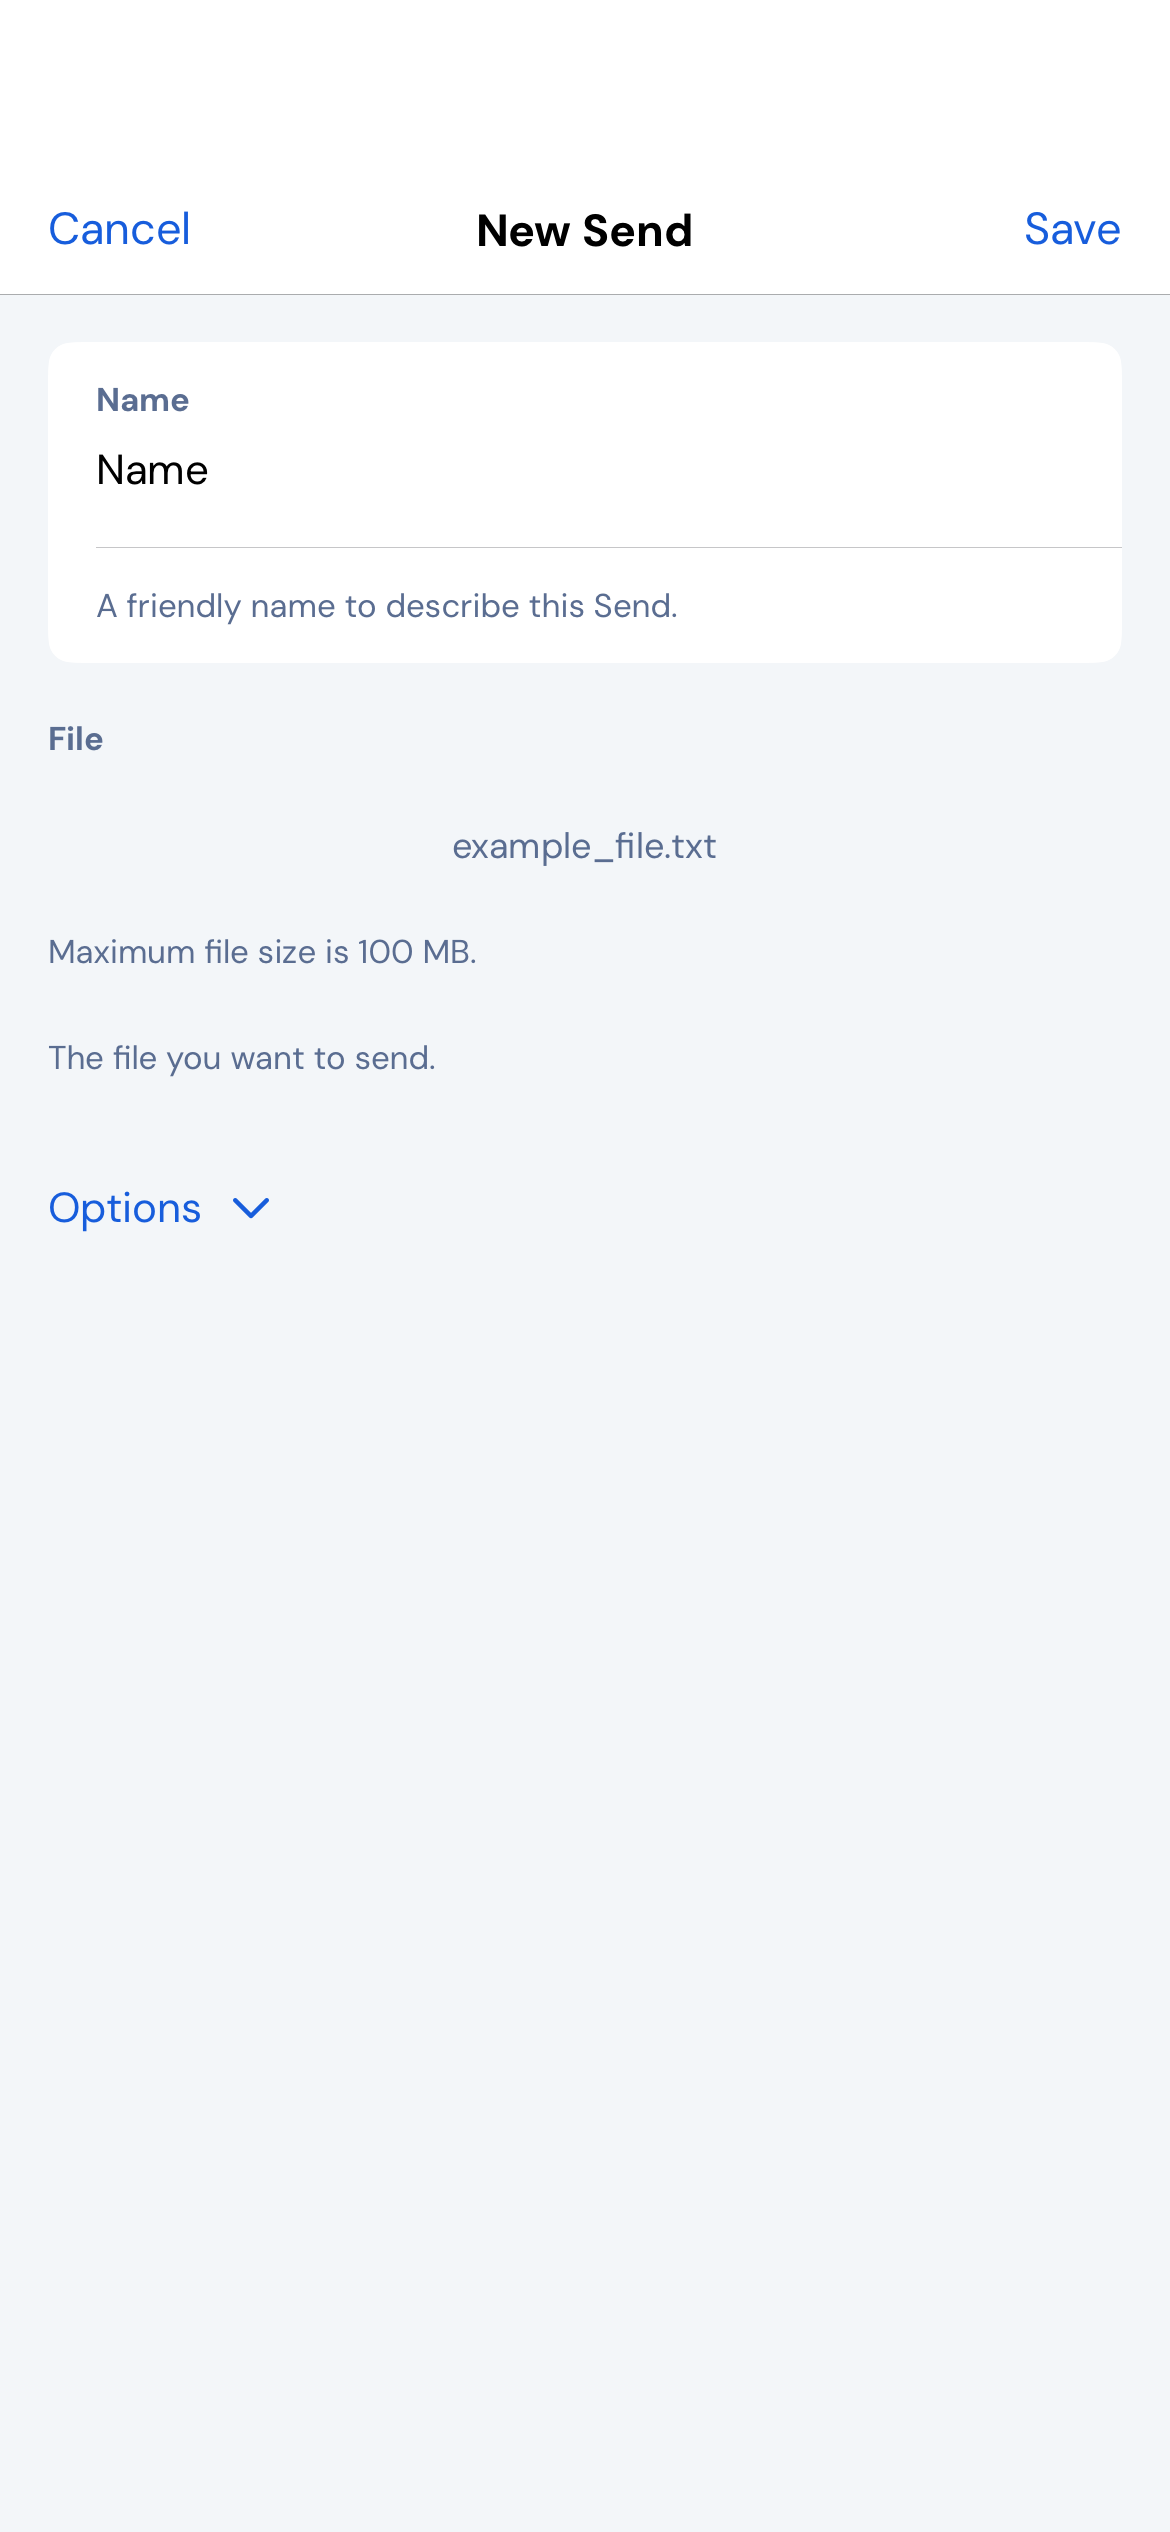 Cancel New Send Save
Name
Name
A friendly name to describe this Send.
File
example_file.txt
Maximum file size is 100 MB.
The file you want to send.
Options